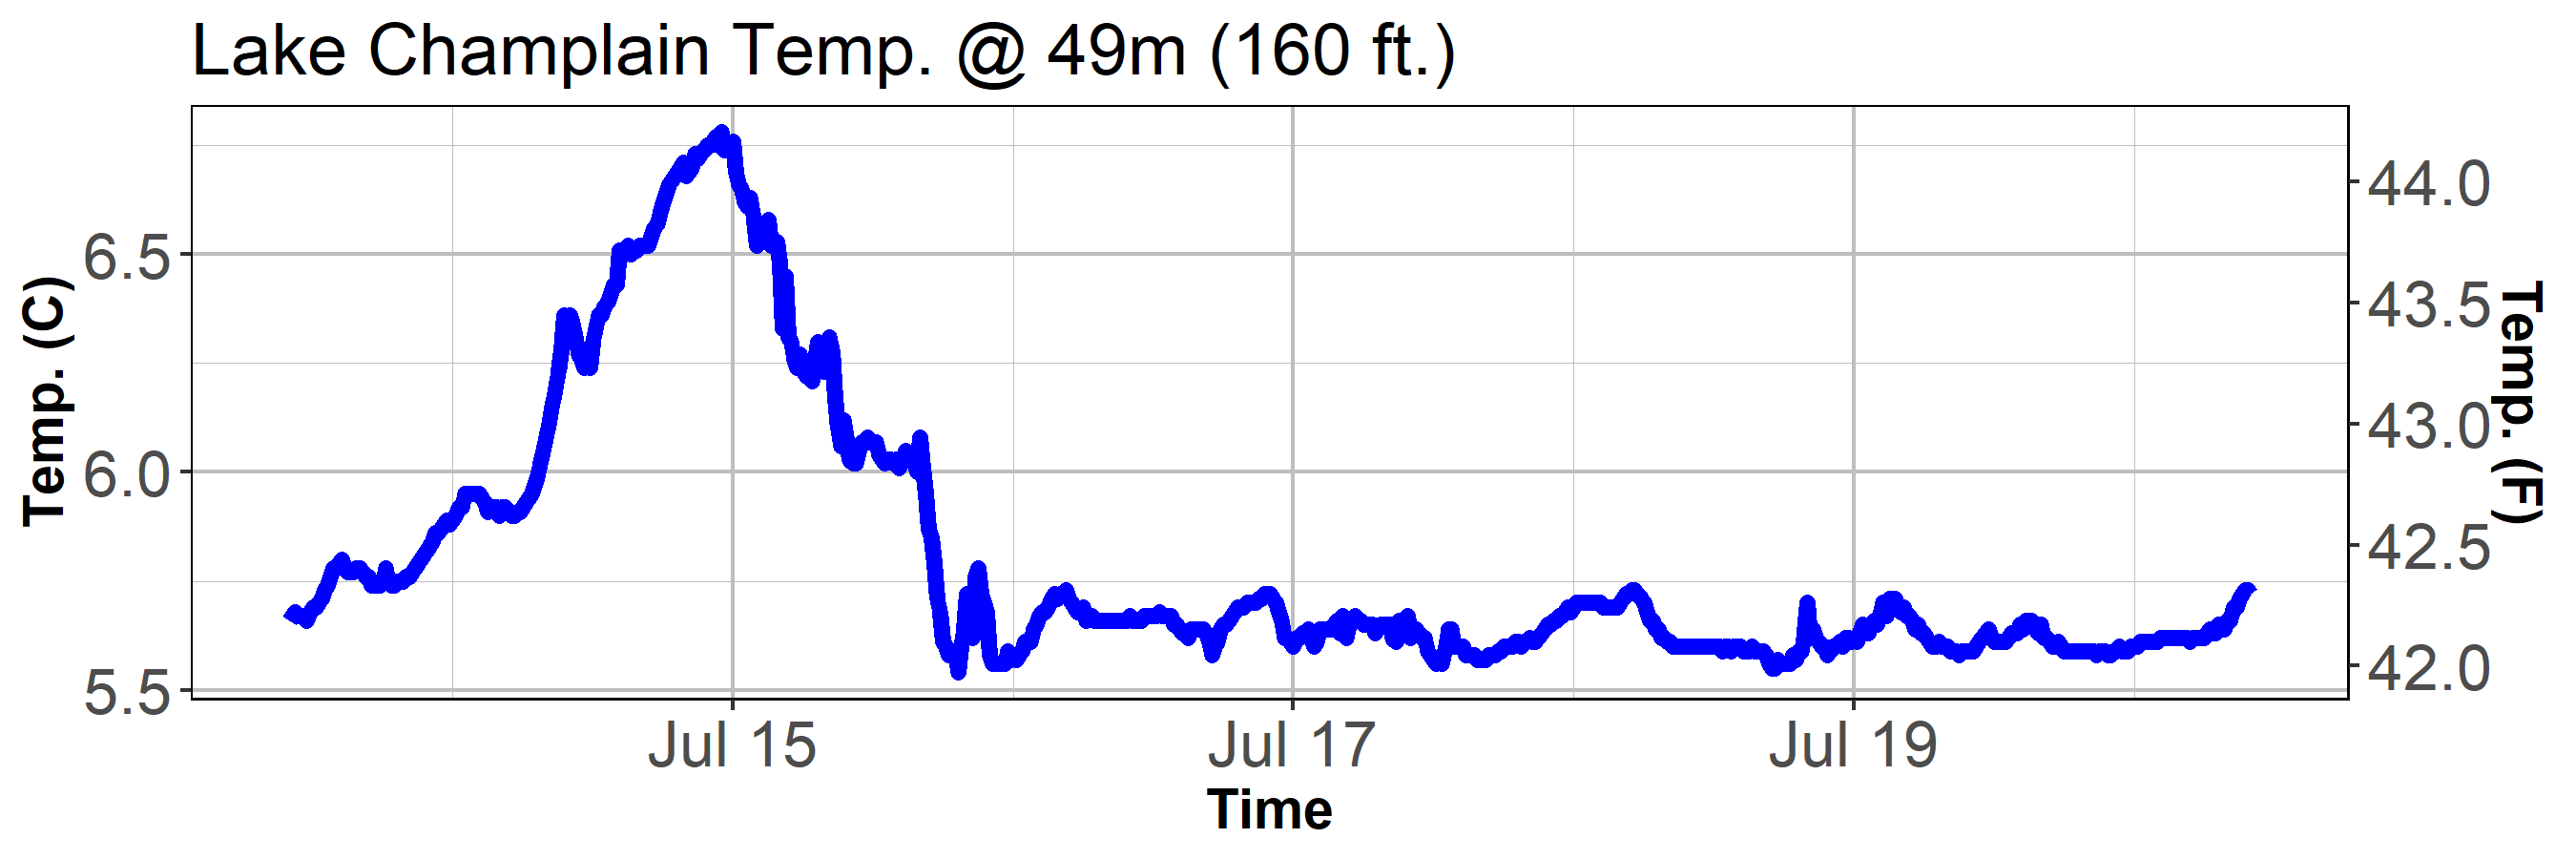 Lake Champlain Temp. @ 49m (160 ft.)
Temp. (C)
6.5
6.0
5.5
44.0
43.5
43.0
42.5
42.0
Temp. (F)
Jul 15 Jul 17 Jul 19
Time